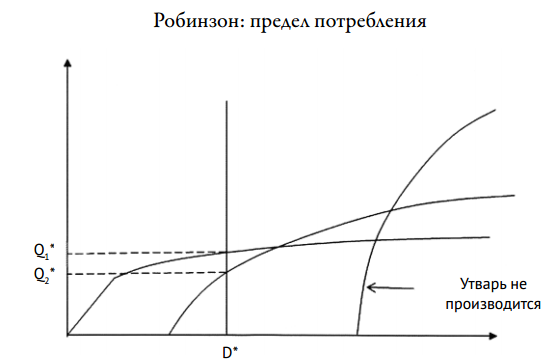 Робинзон: предел потребления
Q₁*
Q₂*
Утварь не
производится
D*